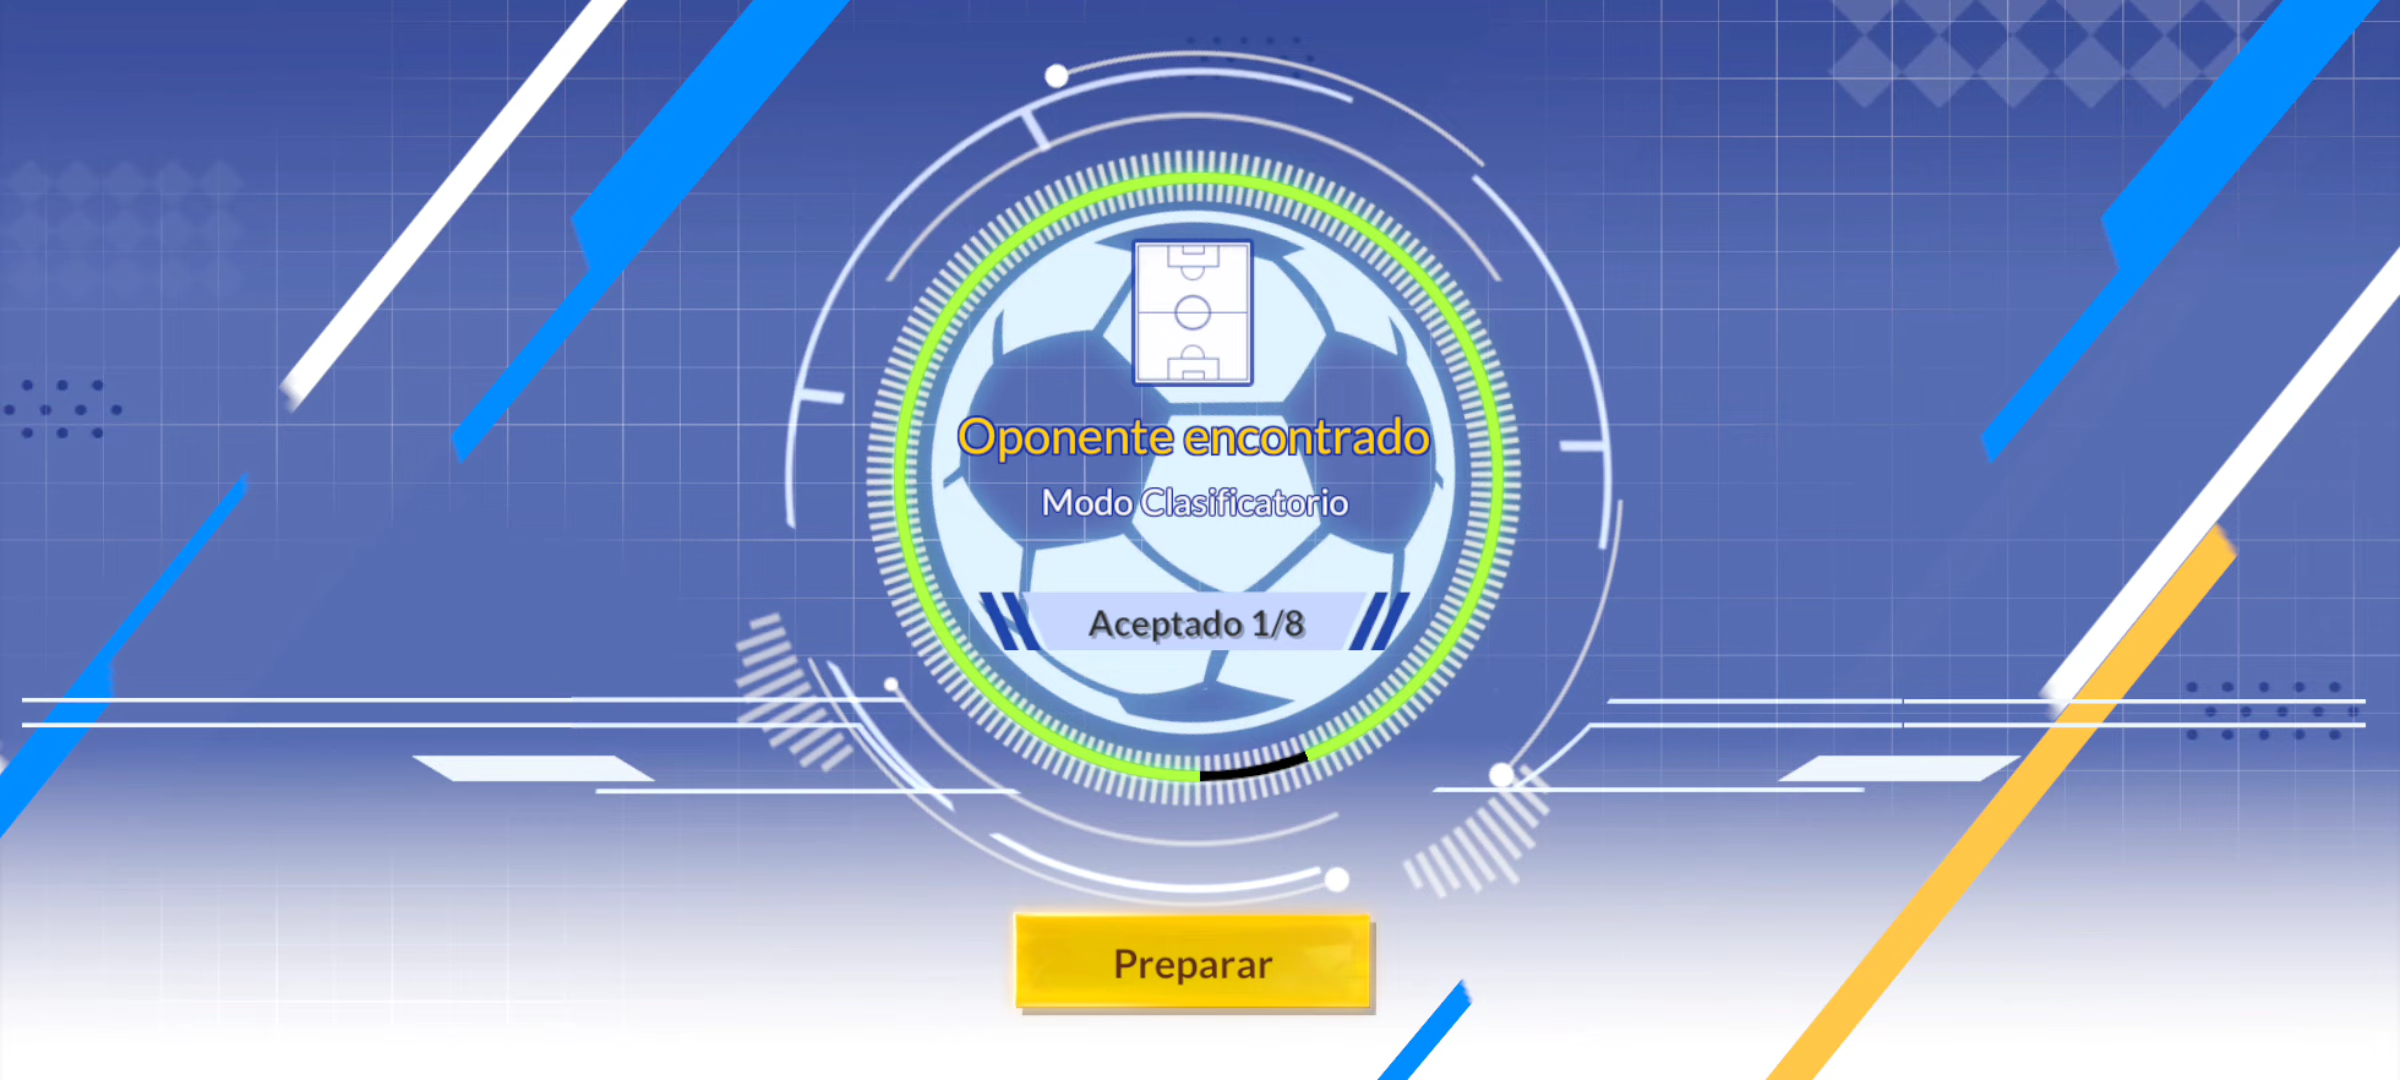 Oponente encontrado
Modo Clasificatorio
Aceptado 1/8
Preparar